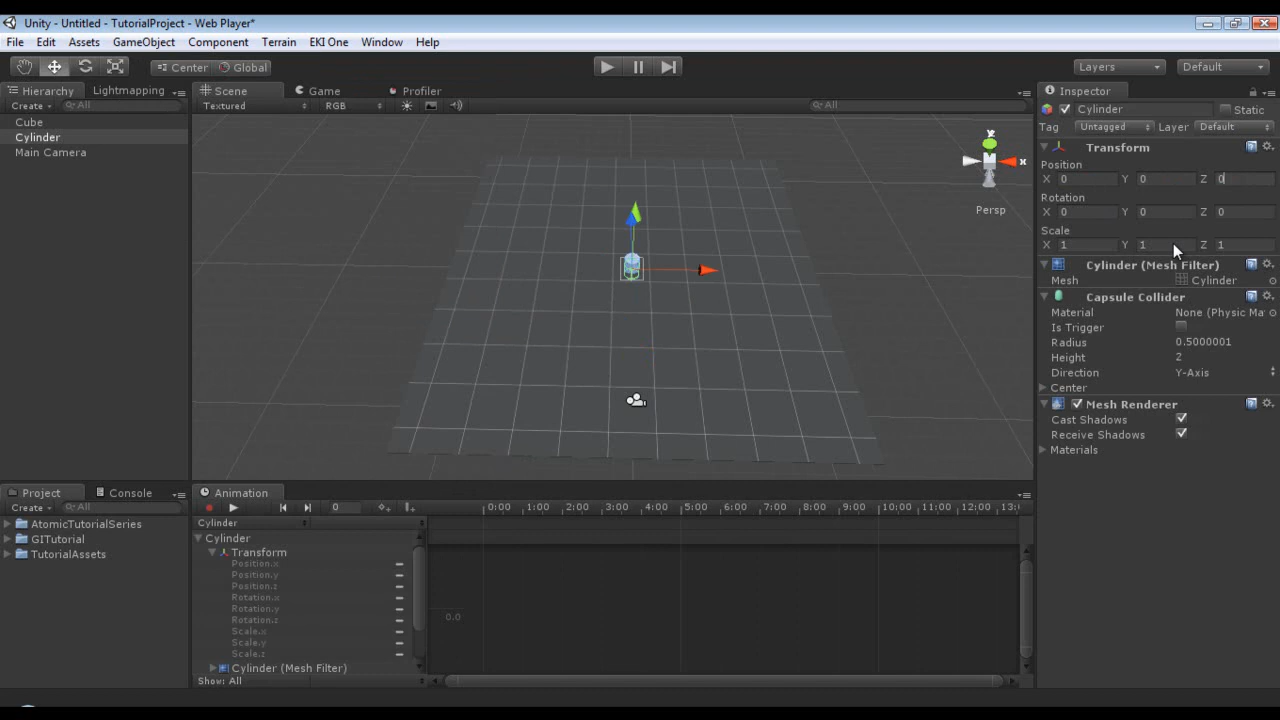 Unity - Untitled - TutorialProject - Web Player*
File Edit Assets GameObject Component Terrain EKI One Window Help
Center Global Layers Default
Hierarchy Lightmapping
Create All
Cube
Cylinder
Main Camera
Scene Game Profiler
Textured RGB All
y
x
Persp
Inspector
Cylinder Static
Tag Untagged Layer Default
Transform
Position
X 0 Y 0 Z 0
Rotation
X 0 Y 0 Z 0
Scale
X 1 Y 1 Z 1
Cylinder (Mesh Filter)
Mesh Cylinder
Capsule Collider
Material None (Physic Ma
Is Trigger
Radius 0.5000001
Height 2
Direction Y-Axis
Center
Mesh Renderer
Cast Shadows
Receive Shadows
Materials
Project Console
Create All
AtomicTutorialSeries
GITutorial
TutorialAssets
Animation
0 0:00 1:00 2:00 3:00 4:00 5:00 6:00 7:00 8:00 9:00 10:00 11:00 12:00 13:
Cylinder
Cylinder
Transform
Position.x
Position.y
Position.z
Rotation.x
Rotation.y
Rotation.z
Scale.x
Scale.y
Scale.z
Cylinder (Mesh Filter)
Show: All
0.0